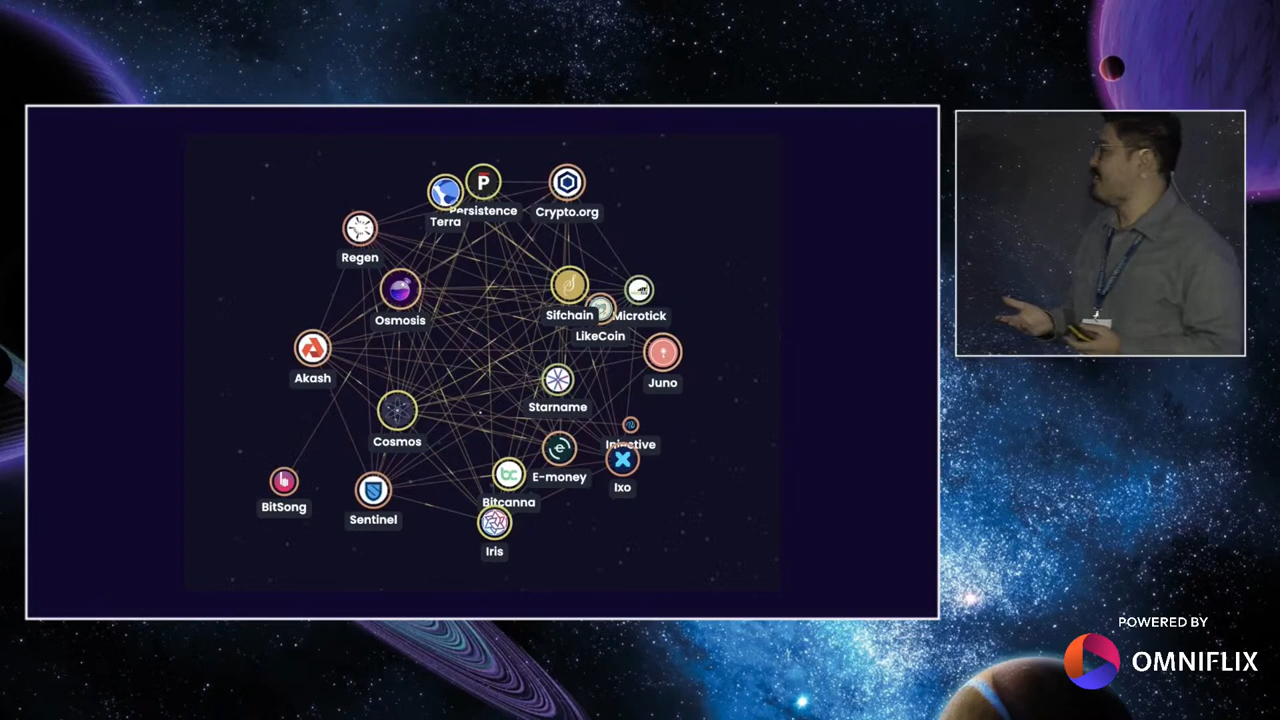 P
Persistence
Terra
Crypto.org
Regen
Osmosis
Sifchain
Microtick
LikeCoin
Akash
Juno
Starname
Cosmos
Injective
E-money
Ixo
Bitcanna
BitSong
Sentinel
Iris
bc
e
POWERED BY
OMNIFLIX